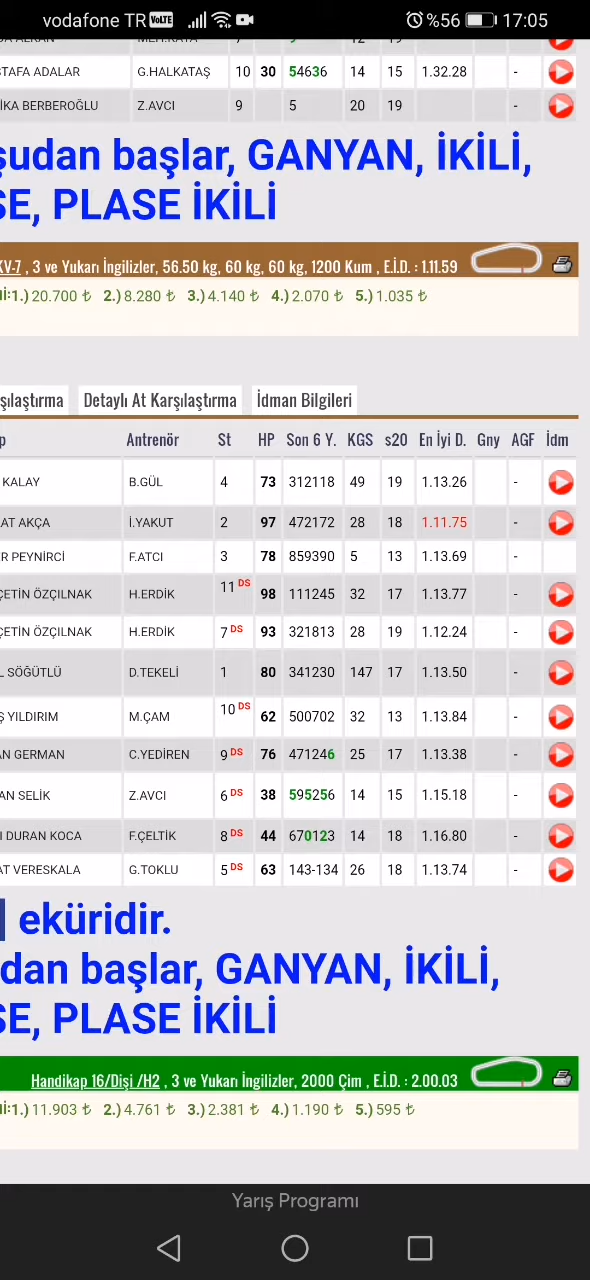 vodafone TR VoLTE %56 17:05
STAFA ADALAR G.HALKATAŞ 10 30 54636 14 15 1.32.28 -
İKA BERBEROĞLU Z.AVCI 9 5 20 19 -
şudan başlar, GANYAN, İKİLİ,
SE, PLASE İKİLİ
KV-7 , 3 ve Yukarı İngilizler, 56.50 kg, 60 kg, 60 kg, 1200 Kum , E.İ.D. : 1.11.59
İ:1.) 20.700 ₺ 2.) 8.280 ₺ 3.) 4.140 ₺ 4.) 2.070 ₺ 5.) 1.035 ₺
şılaştırma Detaylı At Karşılaştırma İdman Bilgileri
p Antrenör St HP Son 6 Y. KGS s20 En İyi D. Gny AGF İdm
KALAY B.GÜL 4 73 312118 49 19 1.13.26 -
AT AKÇA İ.YAKUT 2 97 472172 28 18 1.11.75 -
R PEYNİRCİ F.ATCI 3 78 859390 5 13 1.13.69 -
ÇETİN ÖZÇILNAK H.ERDİK 11 DS 98 111245 32 17 1.13.77 -
ÇETİN ÖZÇILNAK H.ERDİK 7 DS 93 321813 28 19 1.12.24 -
L SÖĞÜTLÜ D.TEKELİ 1 80 341230 147 17 1.13.50 -
Ş YILDIRIM M.ÇAM 10 DS 62 500702 32 13 1.13.84 -
AN GERMAN C.YEDİREN 9 DS 76 471246 25 17 1.13.38 -
AN SELİK Z.AVCI 6 DS 38 595256 14 15 1.15.18 -
I DURAN KOCA F.ÇELTİK 8 DS 44 670123 14 18 1.16.80 -
AT VERESKALA G.TOKLU 5 DS 63 143-134 26 18 1.13.74 -
eküridir.
dan başlar, GANYAN, İKİLİ,
SE, PLASE İKİLİ
Handikap 16/Dişi /H2 , 3 ve Yukarı İngilizler, 2000 Çim , E.İ.D. : 2.00.03
İ:1.) 11.903 ₺ 2.) 4.761 ₺ 3.) 2.381 ₺ 4.) 1.190 ₺ 5.) 595 ₺
Yarış Programı